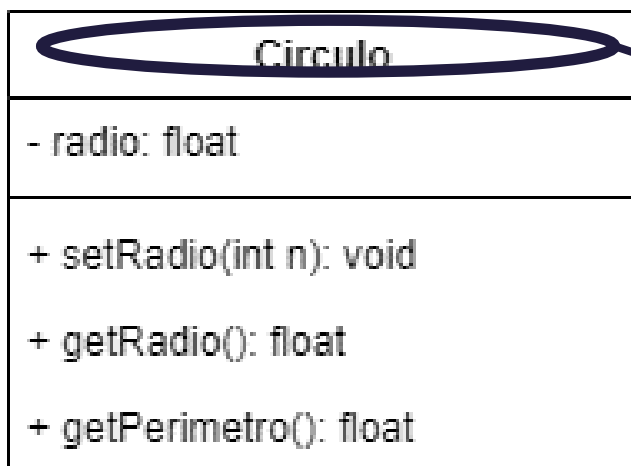 Circulo
- radio: float
+ setRadio(int n): void
+ getRadio(): float
+ getPerimetro(): float